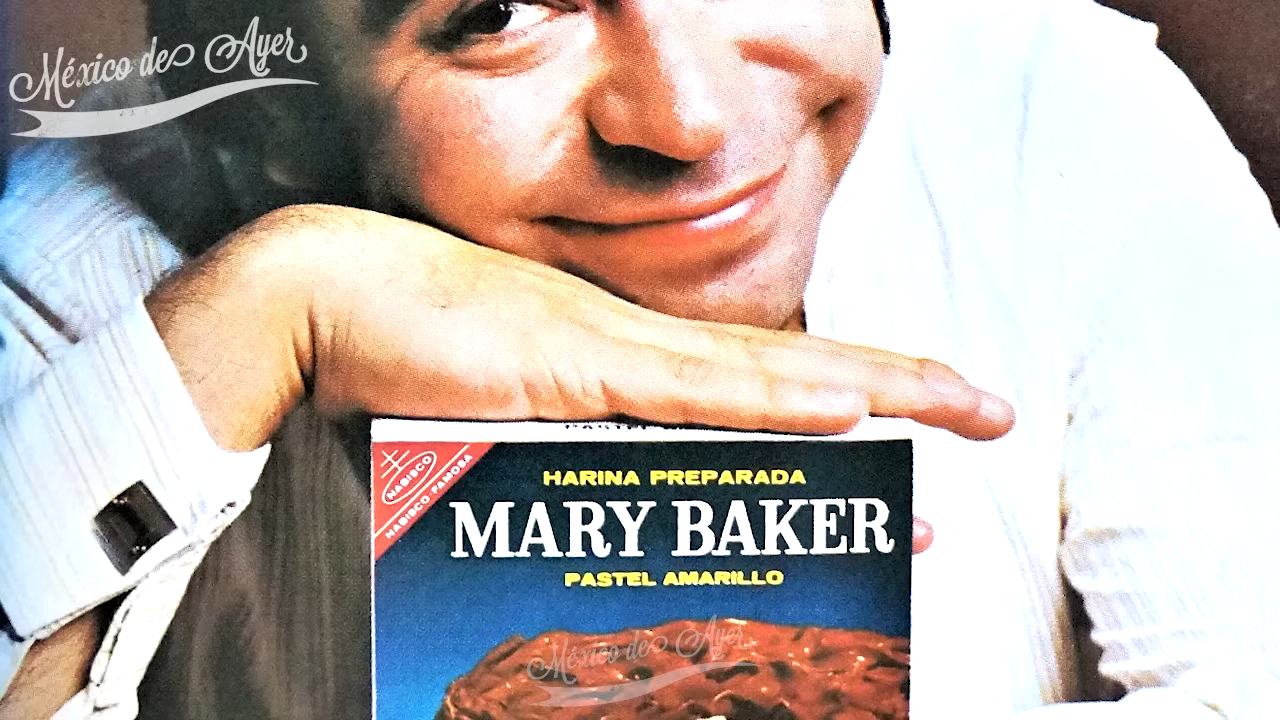 México de Ayer
HARINA PREPARADA
NABISCO
NABISCO FAMOSA
MARY BAKER
PASTEL AMARILLO
México de Ayer